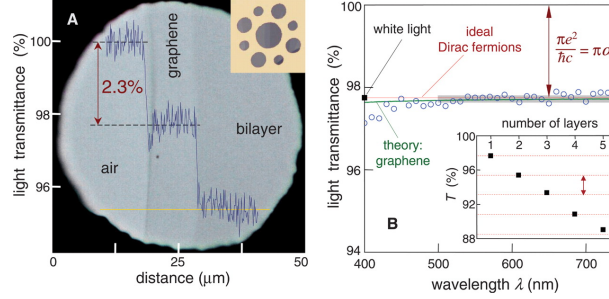 A
100
98
96
light transmittance (%)
2.3%
graphene
air
bilayer
0
25
50
distance (μm)
100
98
96
94
light transmittance (%)
white light
ideal
Dirac fermions
πe²
ħc
= πα
theory:
graphene
B
number of layers
1 2 3 4 5
100
96
92
88
T (%)
400 500 600 700
wavelength λ (nm)